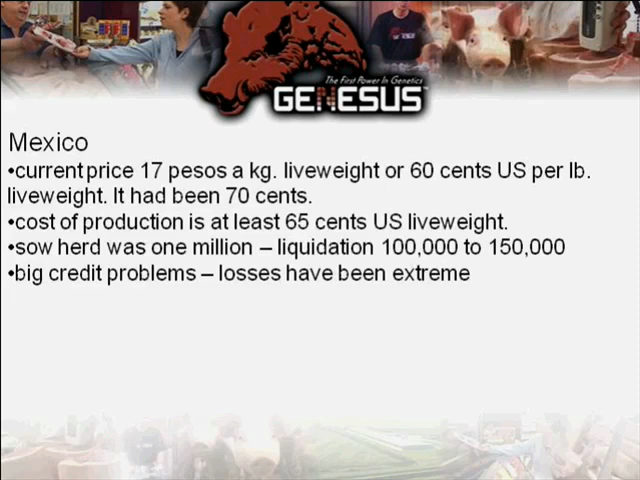 The First Power In Genetics
GENESUS™
Mexico
•current price 17 pesos a kg. liveweight or 60 cents US per lb.
liveweight. It had been 70 cents.
•cost of production is at least 65 cents US liveweight.
•sow herd was one million – liquidation 100,000 to 150,000
•big credit problems – losses have been extreme